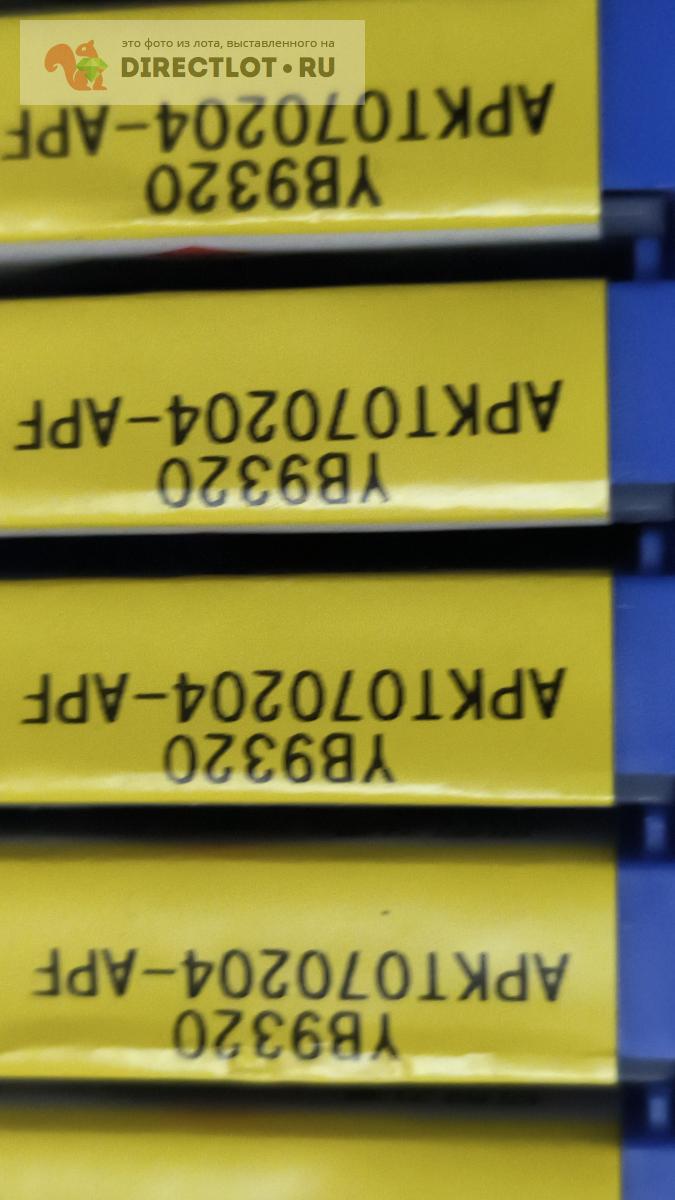 это фото из лота, выставленного на
DIRECTLOT•RU
APKT070204-APF
YB9320
APKT070204-APF
YB9320
APKT070204-APF
YB9320
APKT070204-APF
YB9320